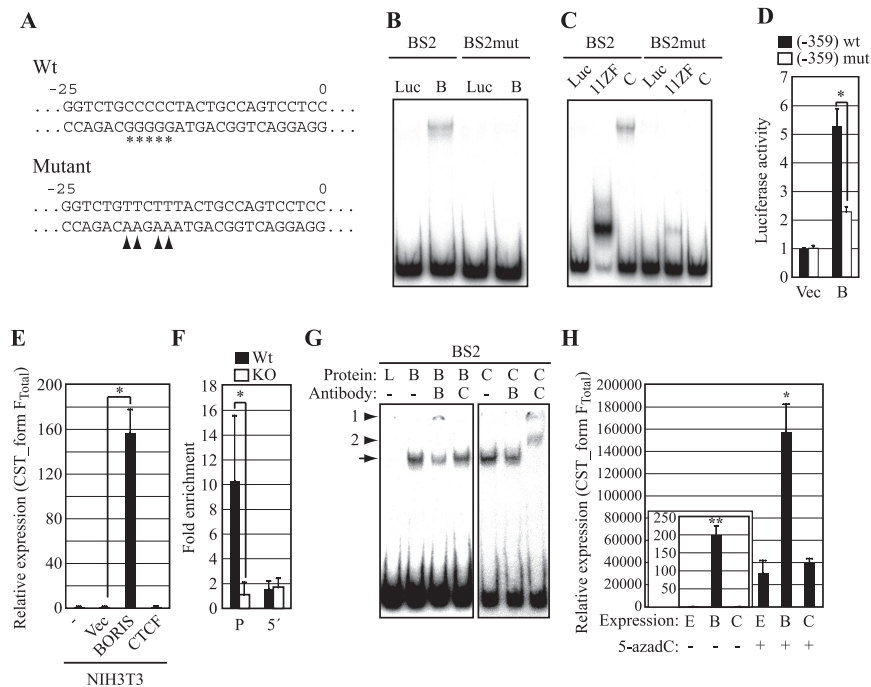 A
Wt
-25 0
...GGTCTGCCCCCTACTGCCAGTCCTCC...
...CCAGACGGGGGATGACGGTCAGGAGG...
*****
Mutant
-25 0
...GGTCTGTTCTTTACTGCCAGTCCTCC...
...CCAGACAAGAAATGACGGTCAGGAGG...
B
BS2 BS2mut
Luc B Luc B
C
BS2 BS2mut
Luc 11ZF C Luc 11ZF C
D
(-359) wt
(-359) mut
Luciferase activity
7
6
5
4
3
2
1
0
*
Vec B
E
Relative expression (CST_form F_Total)
200
160
120
80
40
0
*
- Vec BORIS CTCF
NIH3T3
F
Wt
KO
Fold enrichment
18
16
14
12
10
8
6
4
2
0
*
P 5´
G
BS2
Protein: L B B B C C C
Antibody: - - B C - B C
1
2
H
Relative expression (CST_form F_Total)
200000
180000
160000
140000
120000
100000
80000
60000
40000
20000
0
*
250
200
150
100
50
**
Expression: E B C E B C
5-azadC: - - - + + +